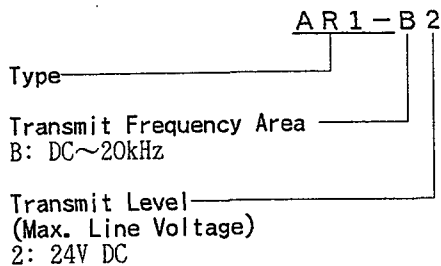 AR1-B2
Type
Transmit Frequency Area
B: DC～20kHz
Transmit Level
(Max. Line Voltage)
2: 24V DC